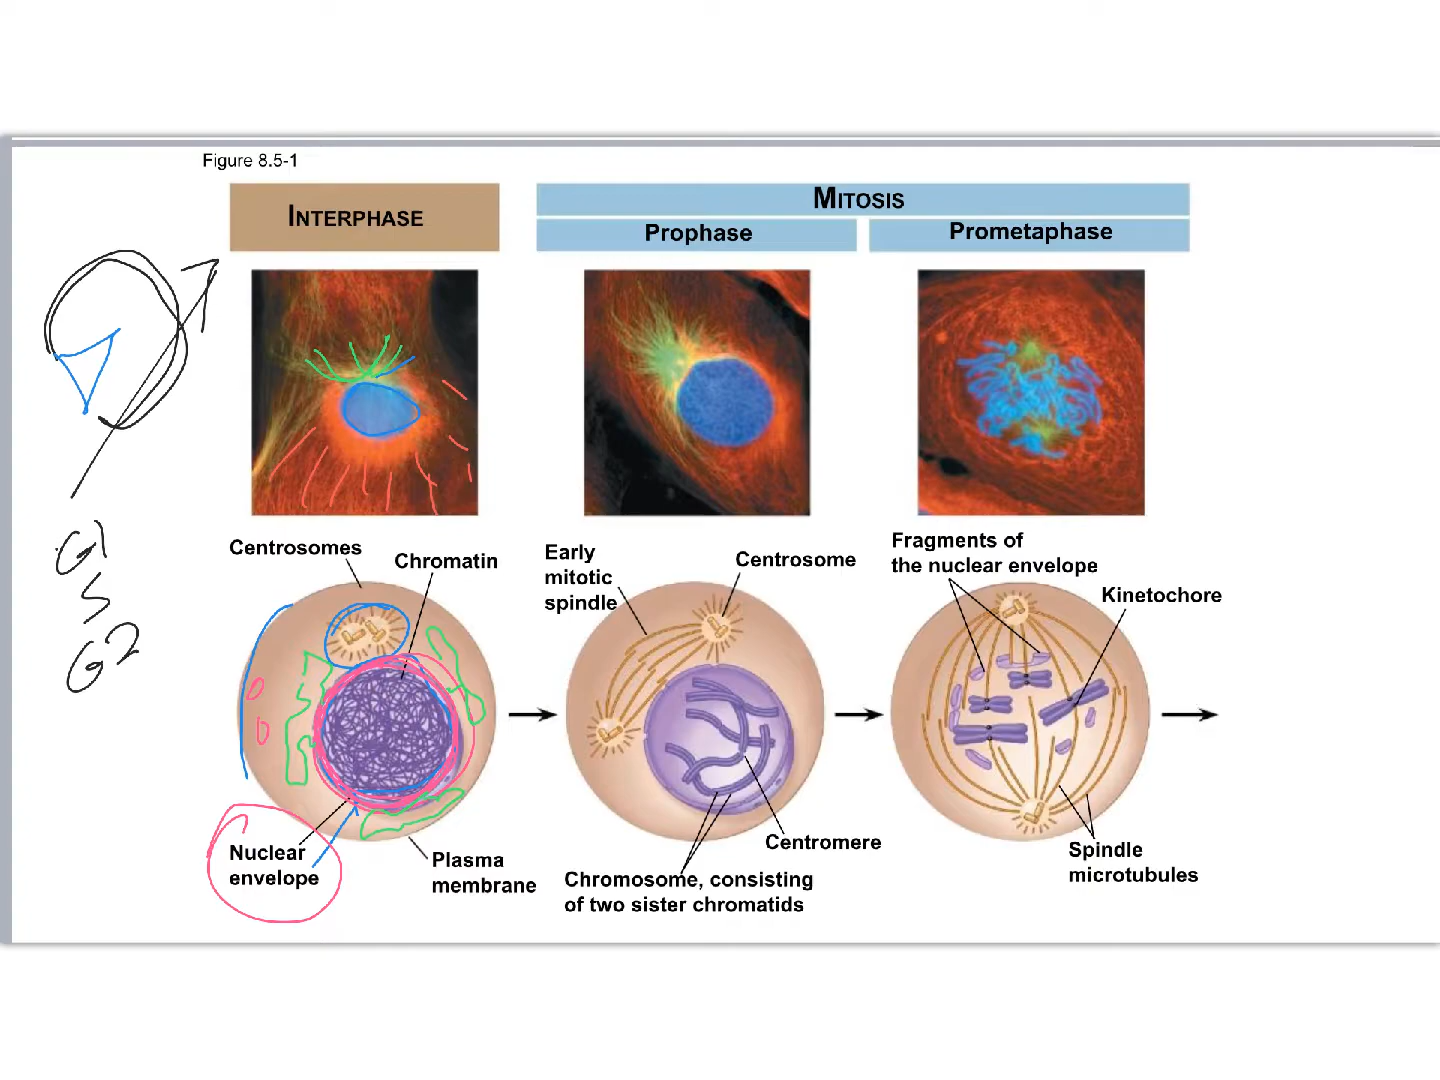 Figure 8.5-1
INTERPHASE
MITOSIS
Prophase
Prometaphase
G1
S
G2
Centrosomes
Chromatin
Nuclear
envelope
Plasma
membrane
Early
mitotic
spindle
Centrosome
Centromere
Chromosome, consisting
of two sister chromatids
Fragments of
the nuclear envelope
Kinetochore
Spindle
microtubules